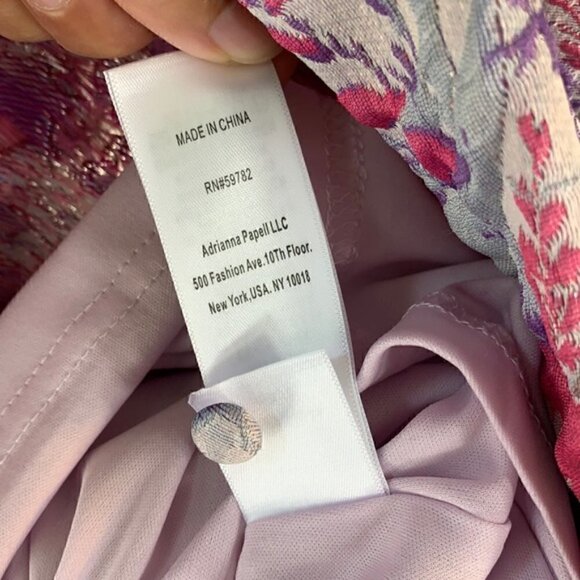 MADE IN CHINA
RN#59782
Adrianna Papell LLC
500 Fashion Ave.10Th Floor.
New York,USA. NY 10018